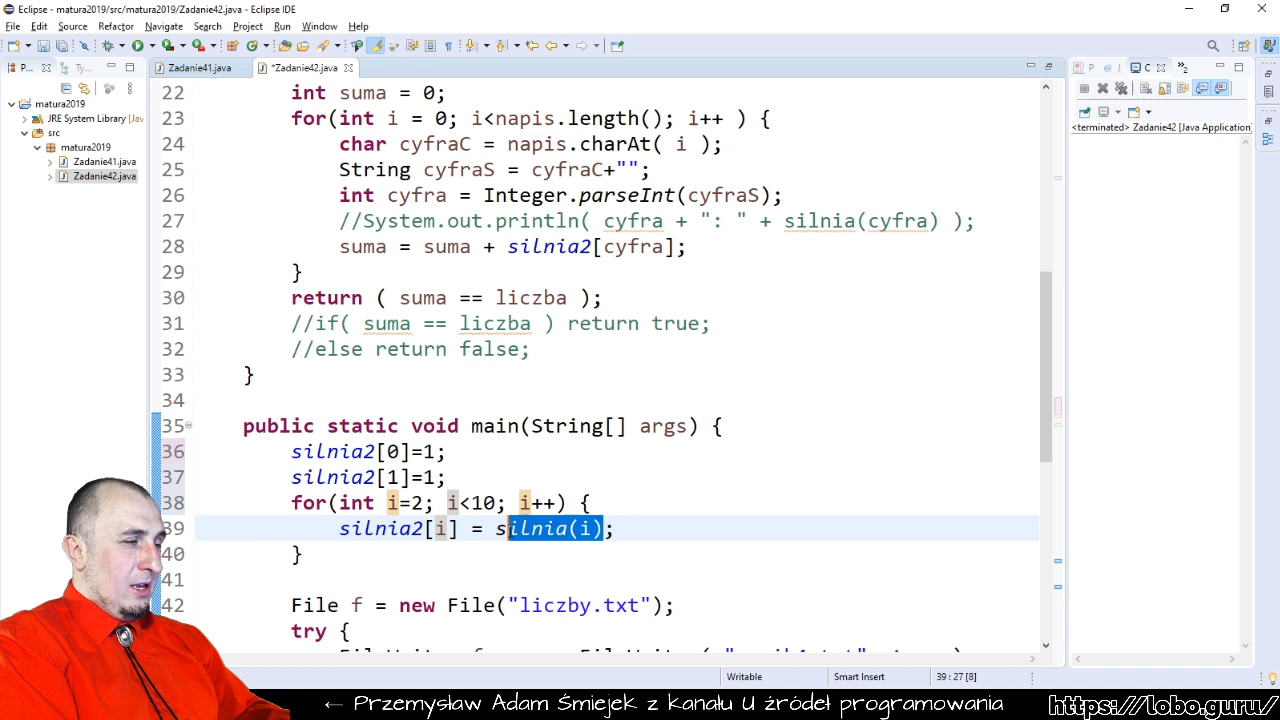 Eclipse - matura2019/src/matura2019/Zadanie42.java - Eclipse IDE
File Edit Source Refactor Navigate Search Project Run Window Help
P... Ty... Zadanie41.java *Zadanie42.java P @ J C »2
matura2019
JRE System Library [Jav
src
matura2019
Zadanie41.java
Zadanie42.java
<terminated> Zadanie42 [Java Application]
22 int suma = 0;
23 for(int i = 0; i<napis.length(); i++ ) {
24 char cyfraC = napis.charAt( i );
25 String cyfraS = cyfraC+"";
26 int cyfra = Integer.parseInt(cyfraS);
27 //System.out.println( cyfra + ": " + silnia(cyfra) );
28 suma = suma + silnia2[cyfra];
29 }
30 return ( suma == liczba );
31 //if( suma == liczba ) return true;
32 //else return false;
33 }
34
35 public static void main(String[] args) {
36 silnia2[0]=1;
37 silnia2[1]=1;
38 for(int i=2; i<10; i++) {
39 silnia2[i] = silnia(i);
40 }
41
42 File f = new File("liczby.txt");
try {
Writable Smart Insert 39 : 27 [8]
← Przemysław Adam Śmiejek z kanału U źródeł programowania https://lobo.guru/